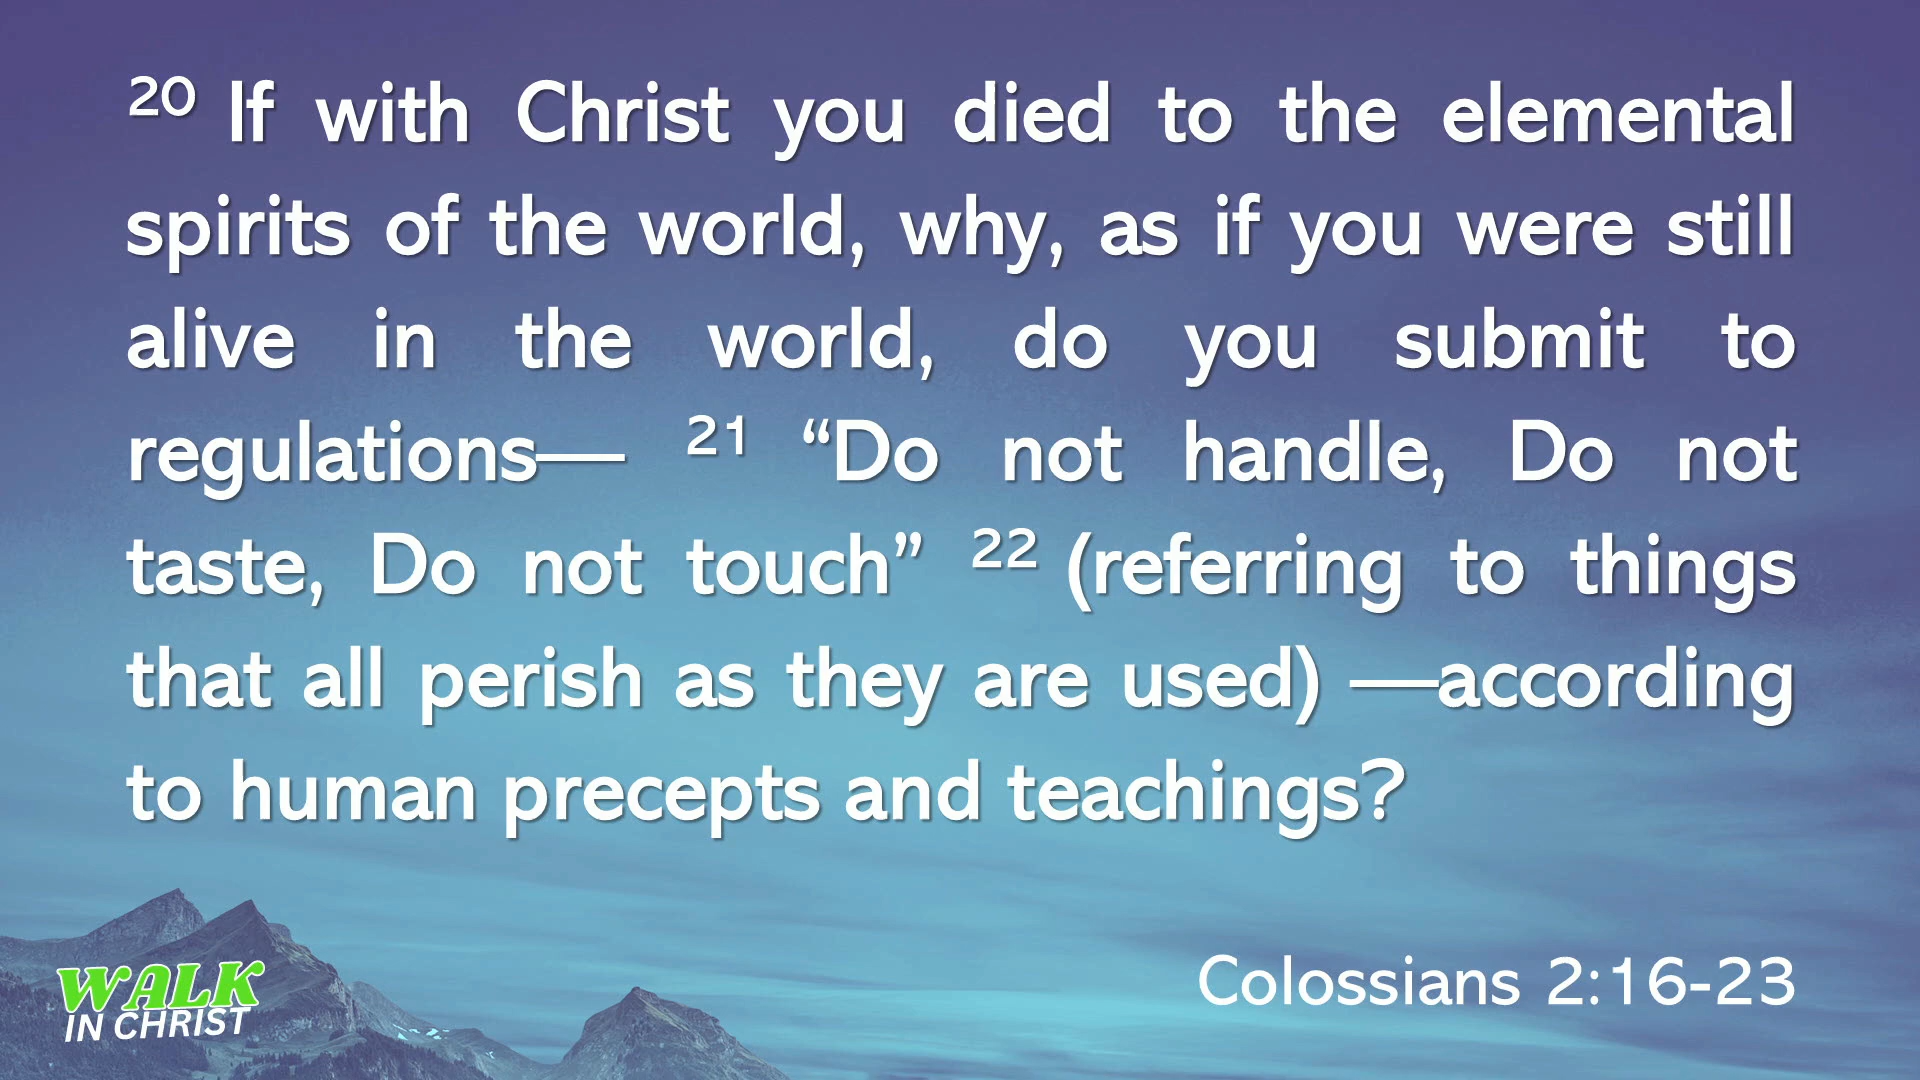 20 If with Christ you died to the elemental
spirits of the world, why, as if you were still
alive in the world, do you submit to
regulations— 21 “Do not handle, Do not
taste, Do not touch” 22 (referring to things
that all perish as they are used) —according
to human precepts and teachings?
Colossians 2:16-23
WALK
IN CHRIST